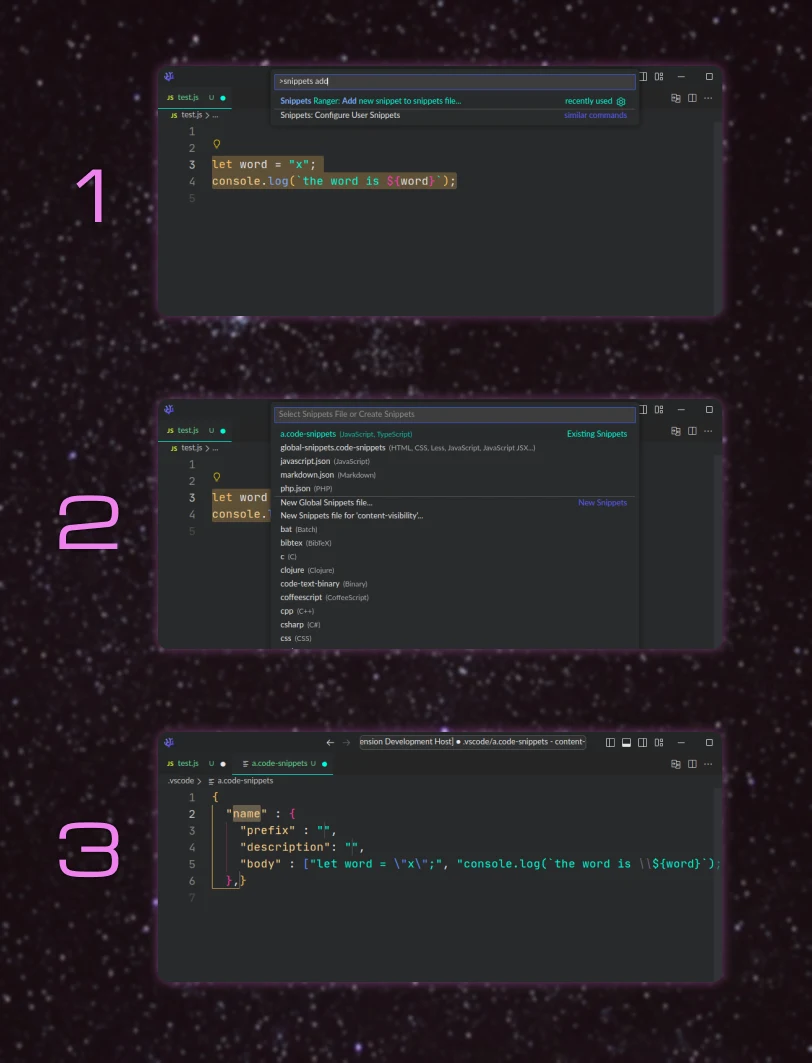 1
>snippets add
JS test.js U
Snippets Ranger: Add new snippet to snippets file... recently used
JS test.js > ...
Snippets: Configure User Snippets similar commands
1
2
3 let word = "x";
4 console.log(`the word is ${word}`);
5
2
Select Snippets File or Create Snippets
JS test.js U
a.code-snippets (JavaScript, TypeScript) Existing Snippets
JS test.js > ...
global-snippets.code-snippets (HTML, CSS, Less, JavaScript, JavaScript JSX...)
javascript.json (JavaScript)
markdown.json (Markdown)
php.json (PHP)
New Global Snippets file... New Snippets
New Snippets file for 'content-visibility'...
bat (Batch)
bibtex (BibTeX)
c (C)
clojure (Clojure)
code-text-binary (Binary)
coffeescript (CoffeeScript)
cpp (C++)
csharp (C#)
css (CSS)
1
2
3 let word
4 console.
5
3
ension Development Host] ● .vscode/a.code-snippets - content-
JS test.js U a.code-snippets U
.vscode > a.code-snippets
1 {
2 "name" : {
3 "prefix" : "",
4 "description": "",
5 "body" : ["let word = \"x\";", "console.log(`the word is \\${word}`);
6 },}
7